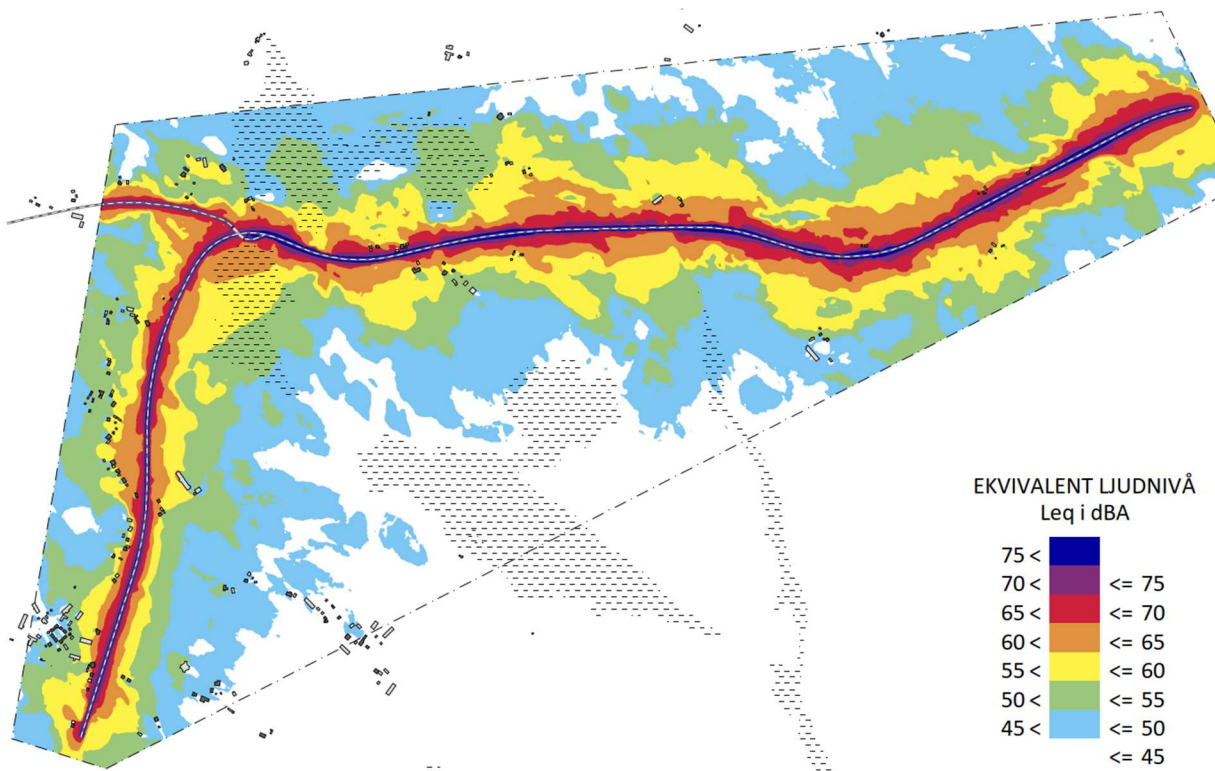 EKVIVALENT LJUDNIVÅ
Leq i dBA
75 <
70 < <= 75
65 < <= 70
60 < <= 65
55 < <= 60
50 < <= 55
45 < <= 50
<= 45